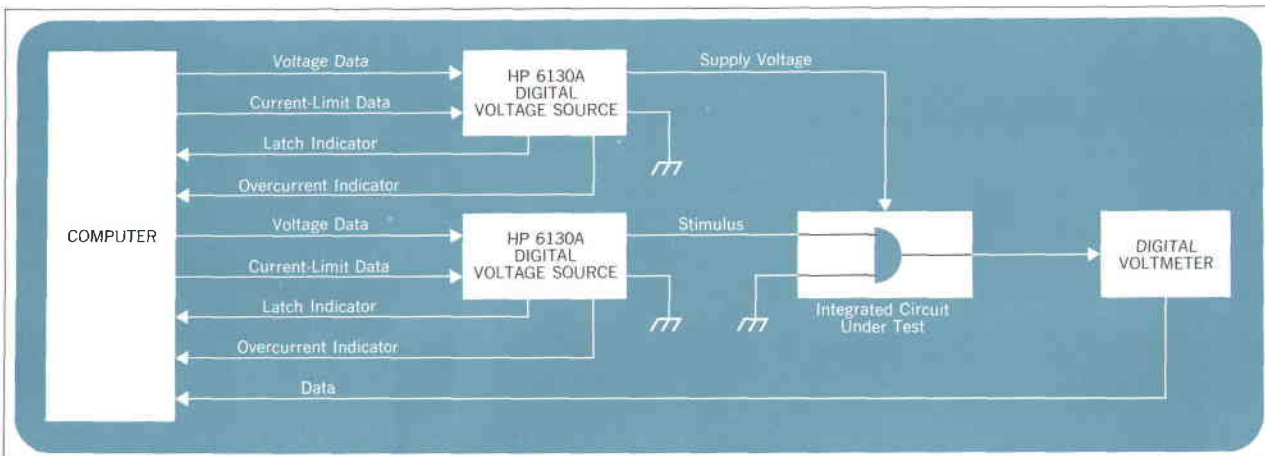 COMPUTER
Voltage Data
Current-Limit Data
Latch Indicator
Overcurrent Indicator
Voltage Data
Current-Limit Data
Latch Indicator
Overcurrent Indicator
Data
HP 6130A
DIGITAL
VOLTAGE SOURCE
HP 6130A
DIGITAL
VOLTAGE SOURCE
Supply Voltage
Stimulus
Integrated Circuit
Under Test
DIGITAL
VOLTMETER